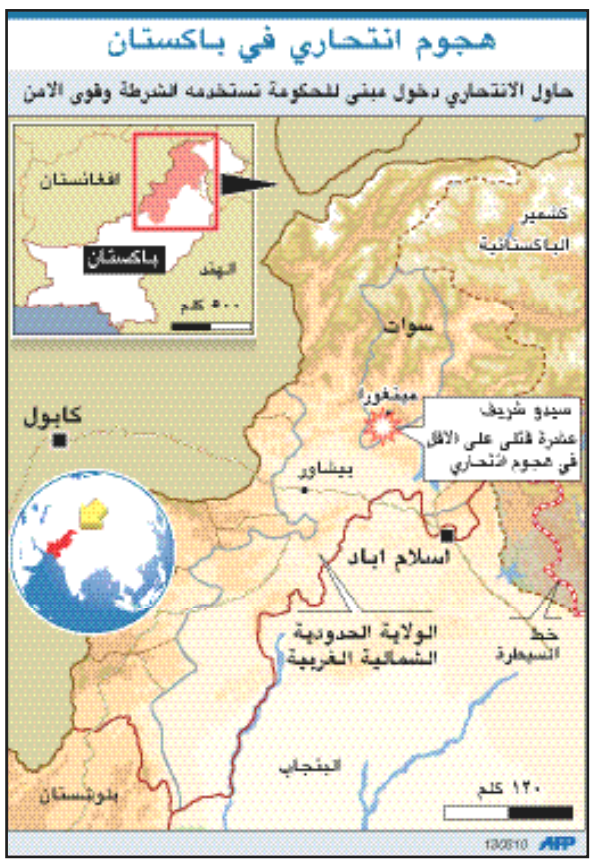 هجوم انتحاري في باكستان
حاول الانتحاري دخول مبنى للحكومة تستخدمه الشرطة وقوى الامن
افغانستان
باكستان
الهند
٥٠٠ كلم
كشمير
الباكستانية
سوات
مينغورا
سيدو شريف
عشرة قتلى على الاقل
في هجوم انتحاري
كابول
بيشاور
اسلام اباد
خط
السيطرة
الولاية الحدودية
الشمالية الغربية
البنجاب
بلوشستان
١٢٠ كلم
130610 AFP